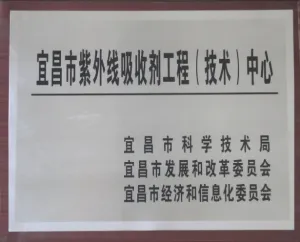 宜昌市紫外线吸收剂工程（技术）中心
宜昌市科学技术局
宜昌市发展和改革委员会
宜昌市经济和信息化委员会